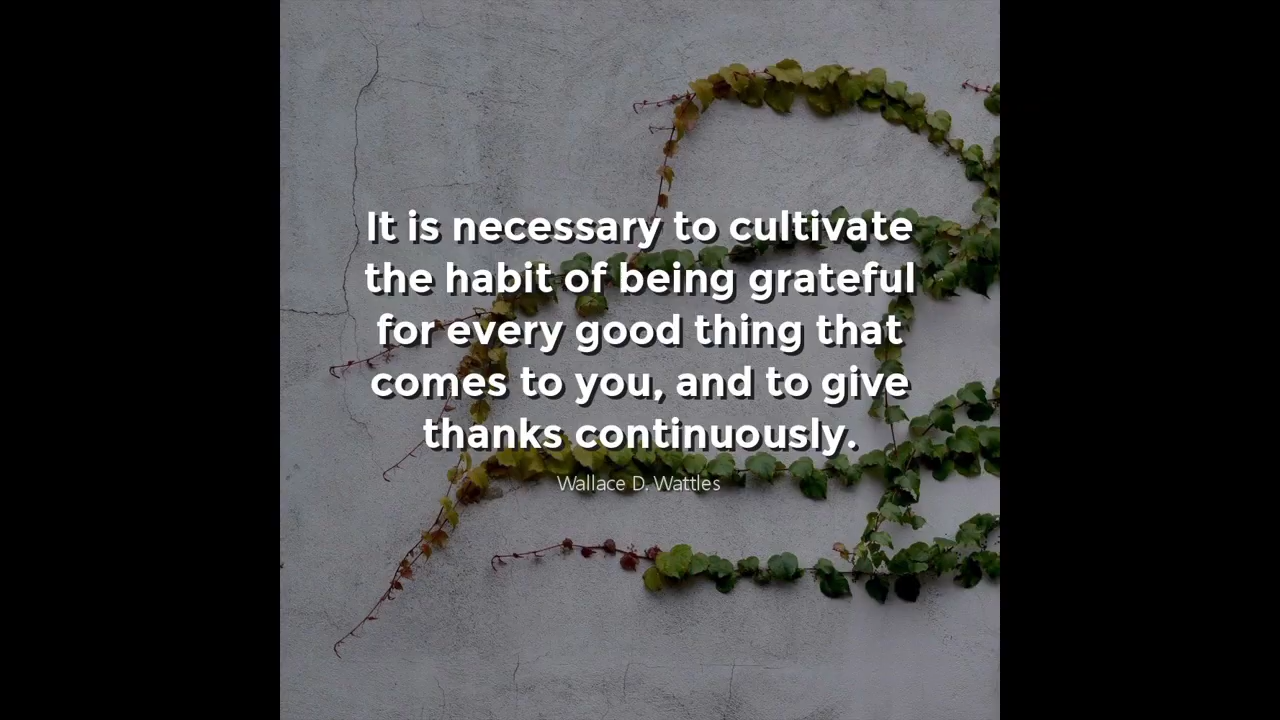 It is necessary to cultivate
the habit of being grateful
for every good thing that
comes to you, and to give
thanks continuously.
Wallace D. Wattles